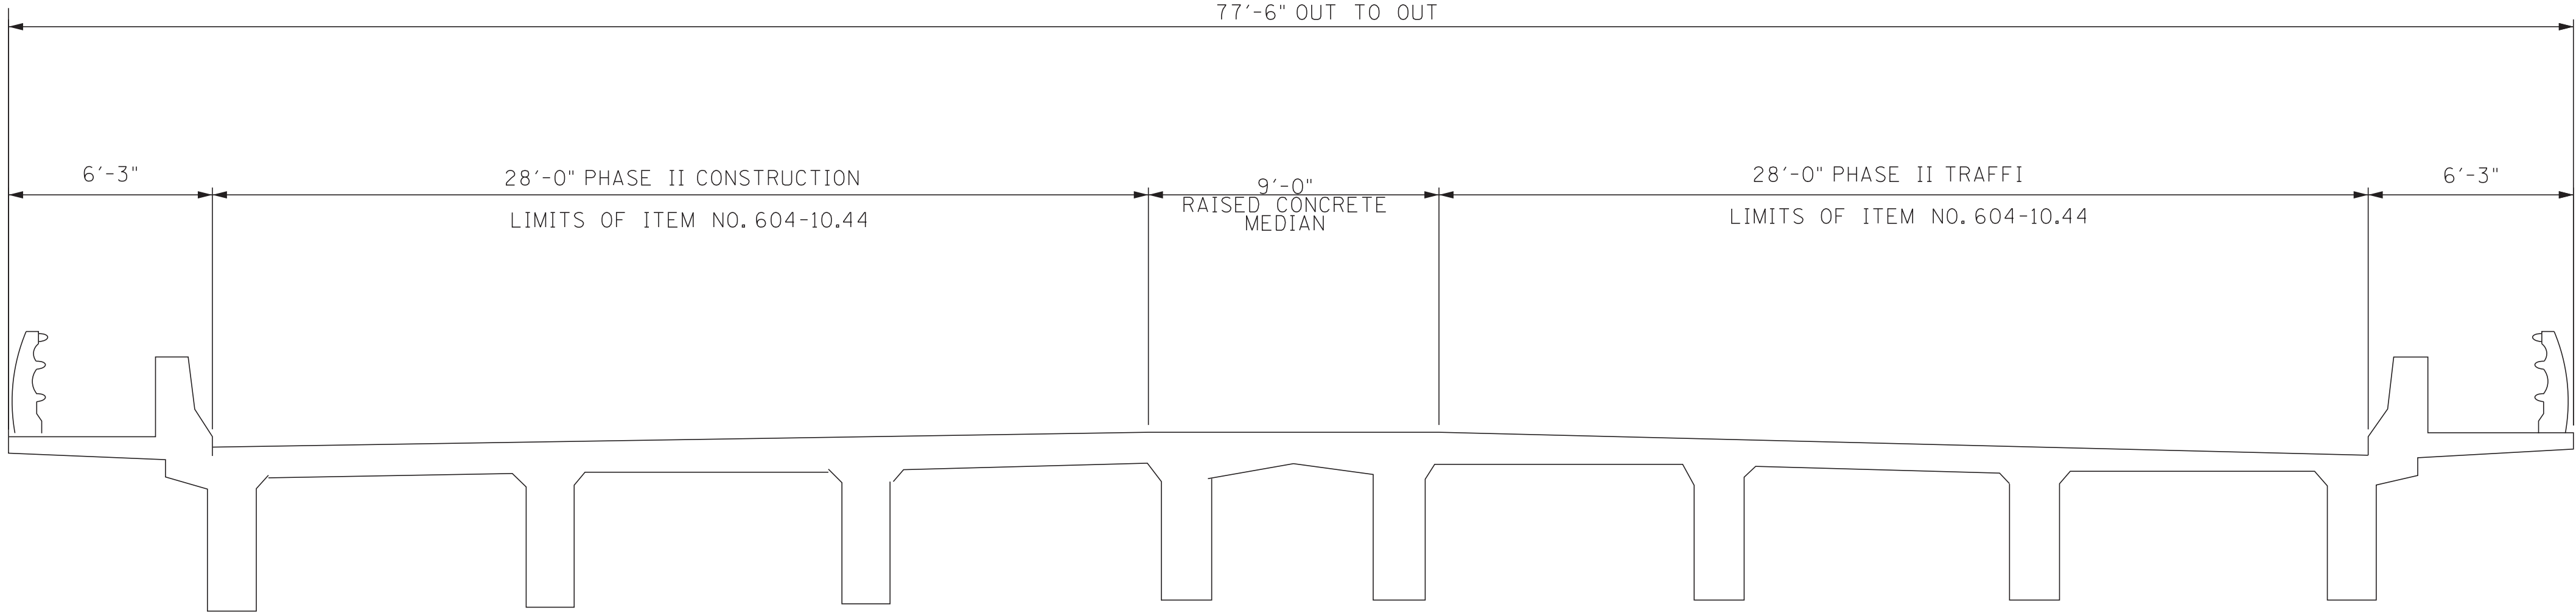 77'-6" OUT TO OUT
6'-3"
28'-0" PHASE II CONSTRUCTION
LIMITS OF ITEM NO. 604-10.44
9'-0"
RAISED CONCRETE
MEDIAN
28'-0" PHASE II TRAFFI
LIMITS OF ITEM NO. 604-10.44
6'-3"